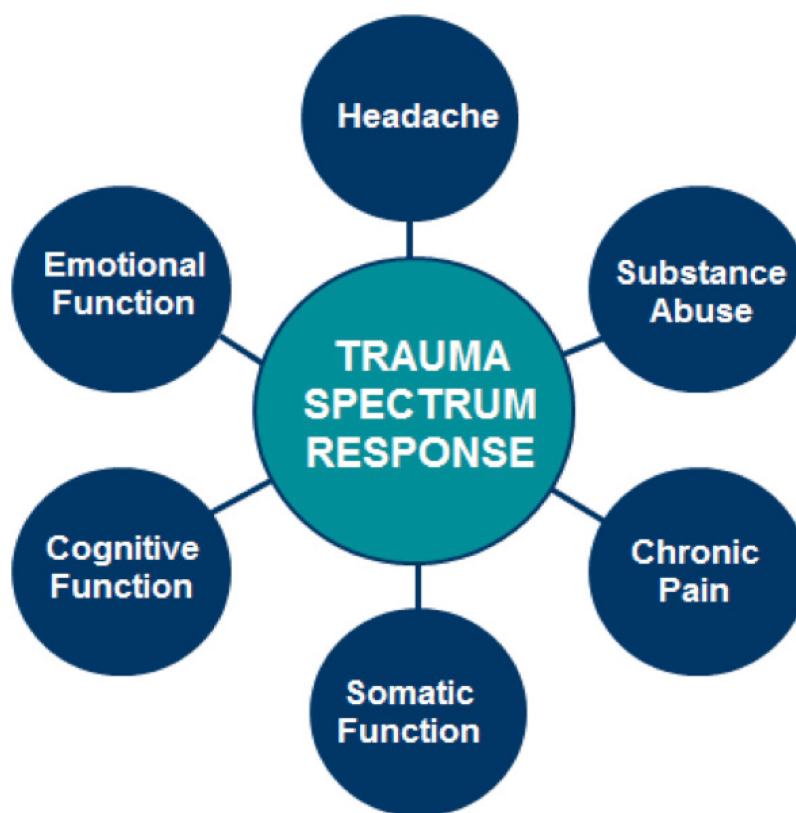 Headache
Emotional
Function
Substance
Abuse
TRAUMA
SPECTRUM
RESPONSE
Cognitive
Function
Chronic
Pain
Somatic
Function